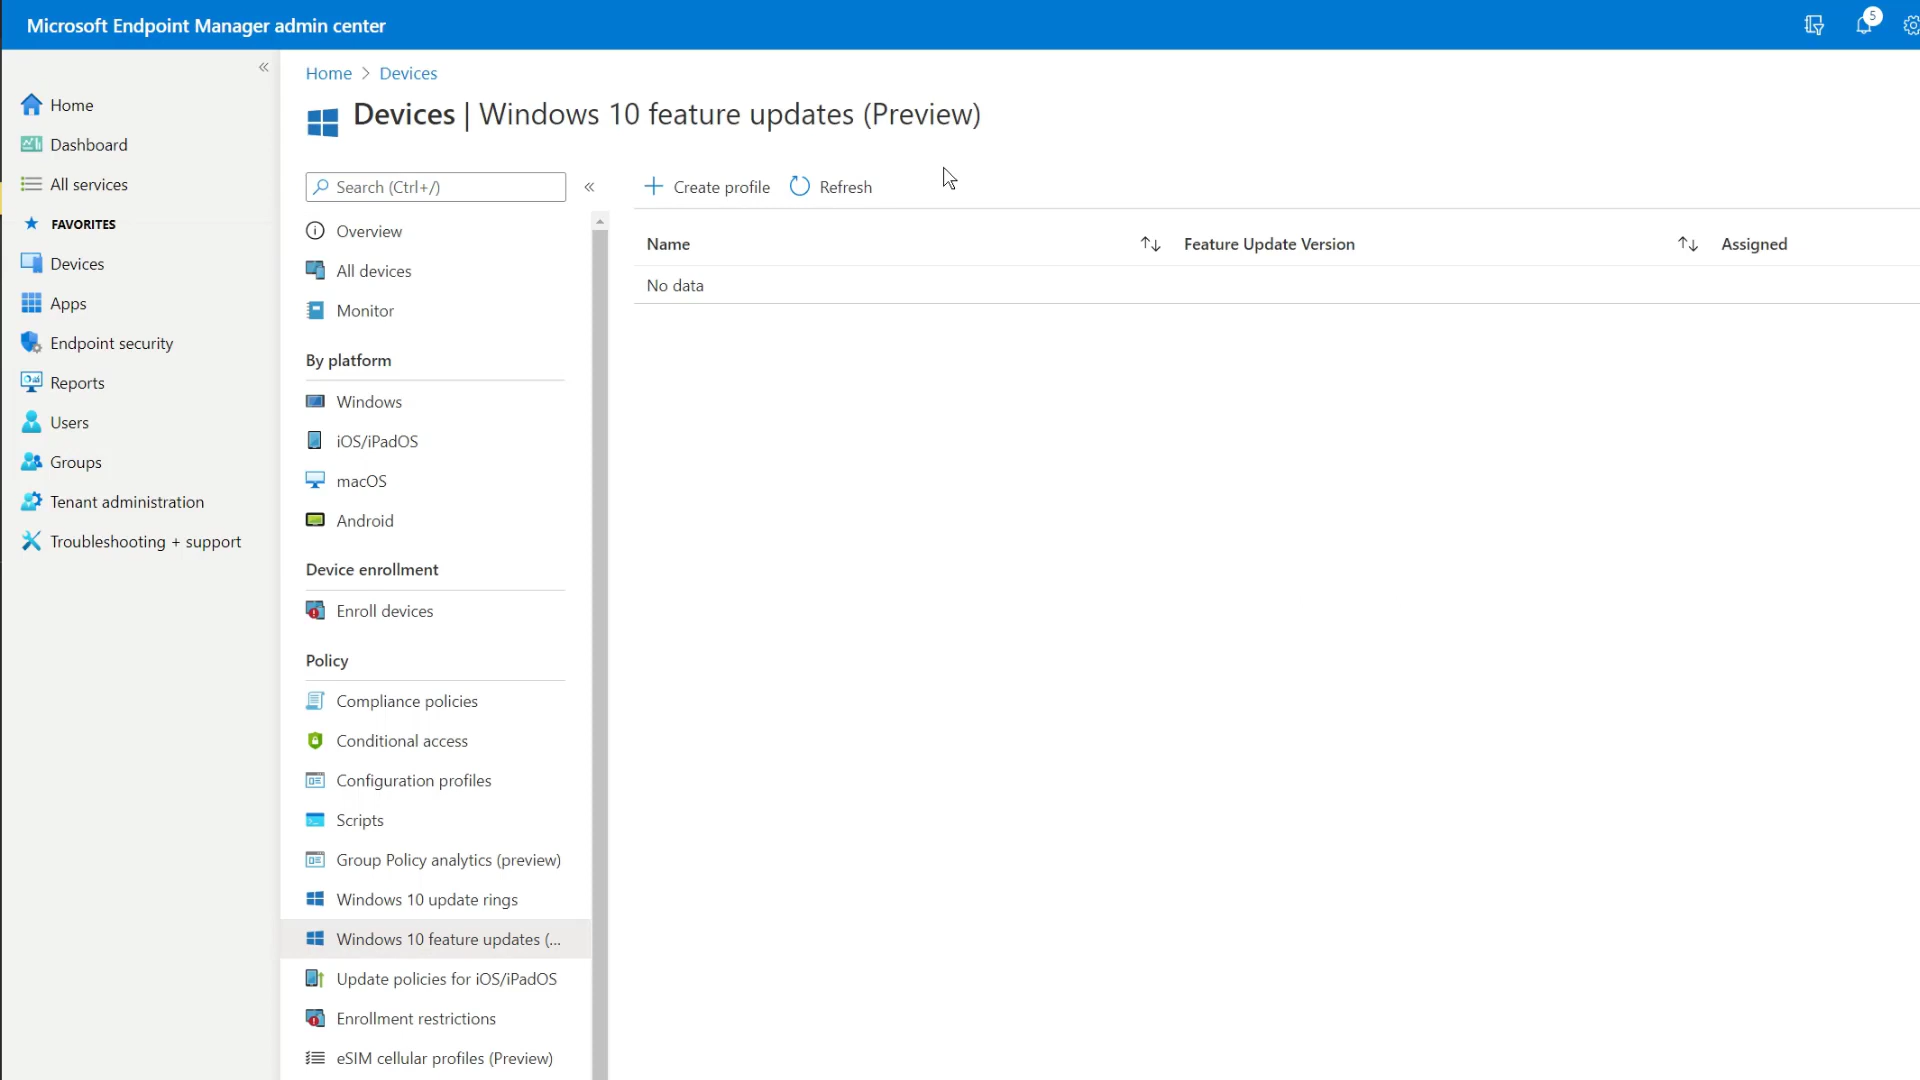 Microsoft Endpoint Manager admin center
5
«
Home
Dashboard
All services
FAVORITES
Devices
Apps
Endpoint security
Reports
Users
Groups
Tenant administration
Troubleshooting + support
Home > Devices
Devices | Windows 10 feature updates (Preview)
Search (Ctrl+/)
«
Overview
All devices
Monitor
By platform
Windows
iOS/iPadOS
macOS
Android
Device enrollment
Enroll devices
Policy
Compliance policies
Conditional access
Configuration profiles
Scripts
Group Policy analytics (preview)
Windows 10 update rings
Windows 10 feature updates (...
Update policies for iOS/iPadOS
Enrollment restrictions
eSIM cellular profiles (Preview)
+ Create profile Refresh
Name ↑↓ Feature Update Version ↑↓ Assigned
No data